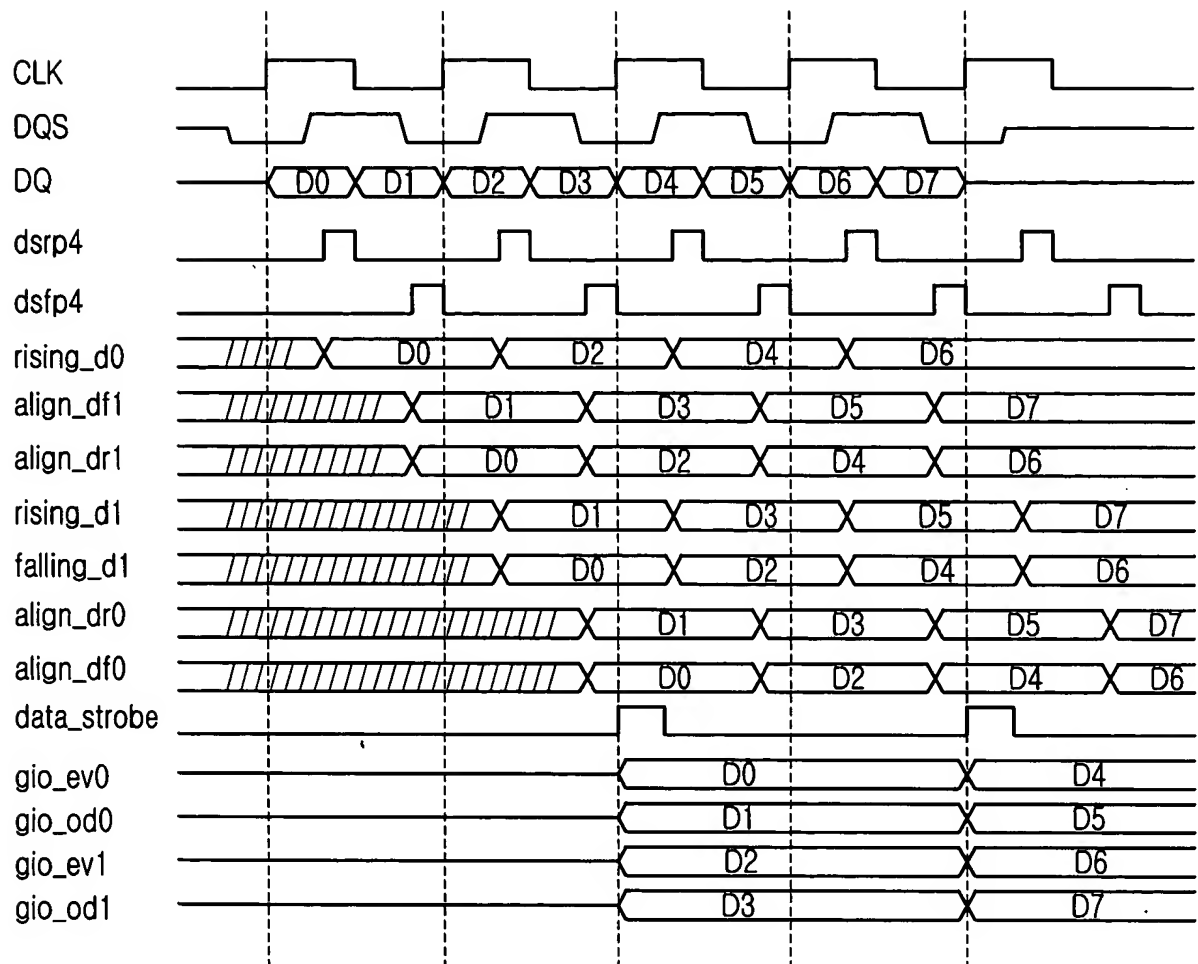 CLK
DQS
DQ D0 D1 D2 D3 D4 D5 D6 D7
dsrp4
dsfp4
rising_d0 D0 D2 D4 D6
align_df1 D1 D3 D5 D7
align_dr1 D0 D2 D4 D6
rising_d1 D1 D3 D5 D7
falling_d1 D0 D2 D4 D6
align_dr0 D1 D3 D5 D7
align_df0 D0 D2 D4 D6
data_strobe
gio_ev0 D0 D4
gio_od0 D1 D5
gio_ev1 D2 D6
gio_od1 D3 D7